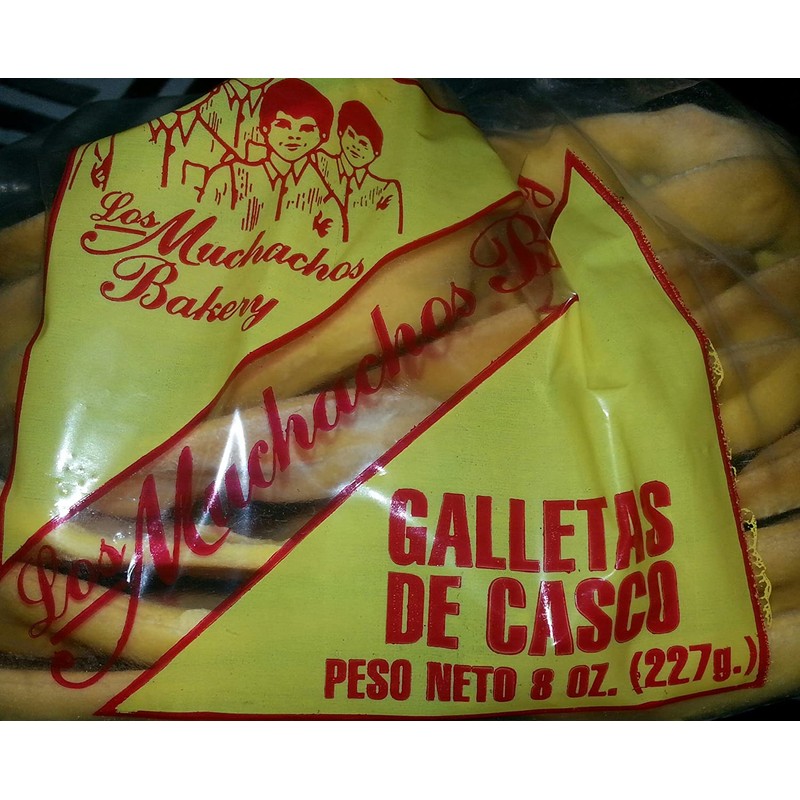 Los
Muchachos
Bakery
Los Muchachos B
GALLETAS
DE CASCO
PESO NETO 8 OZ. (227g.)